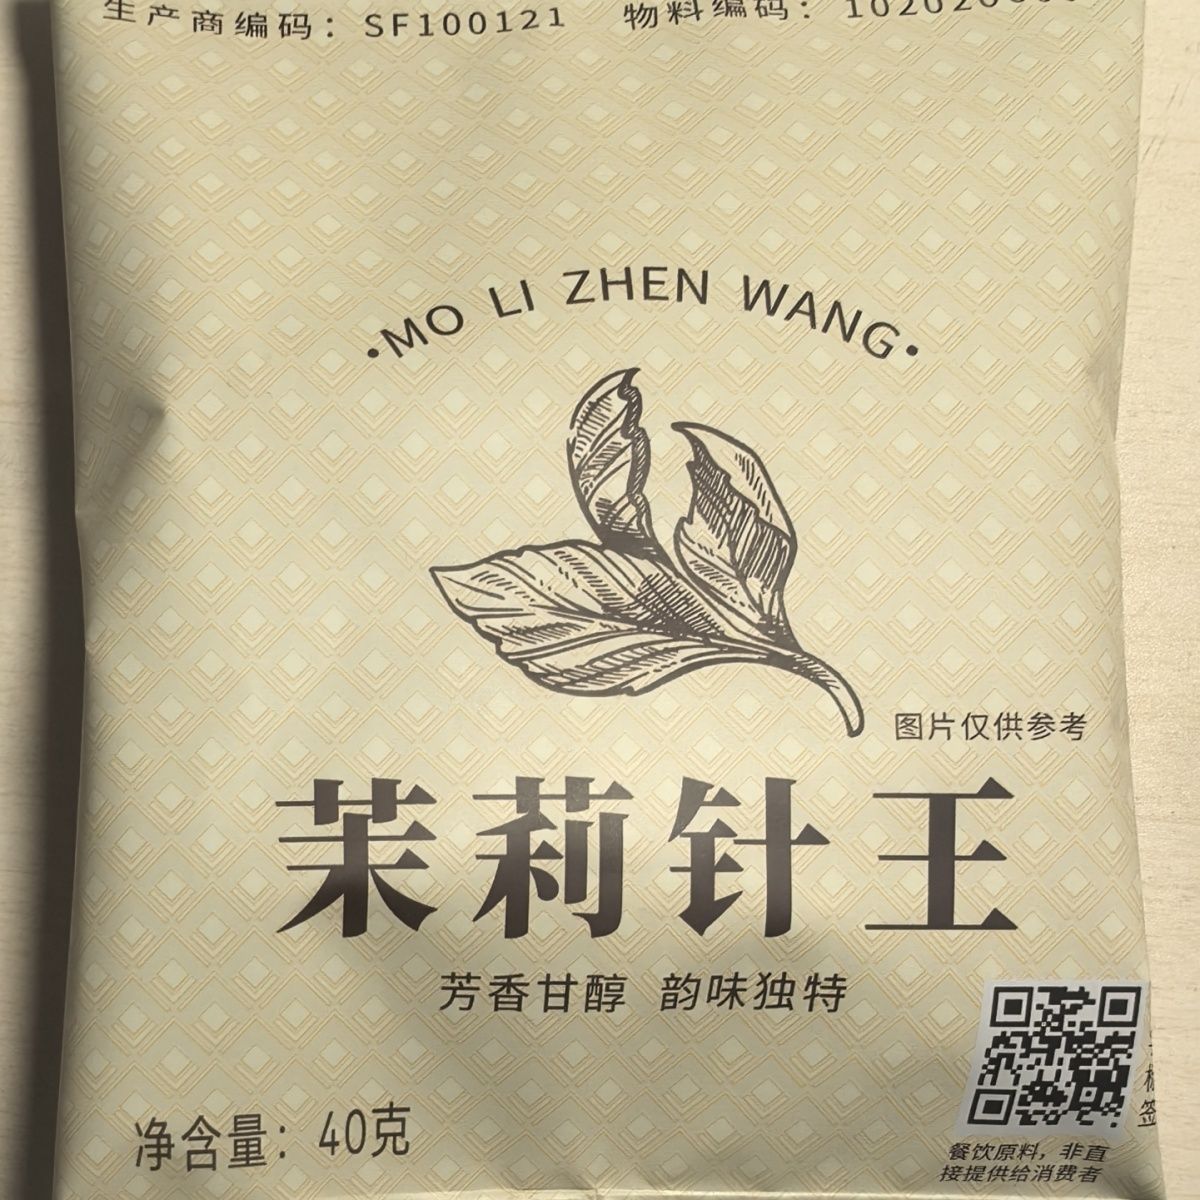 生产商编码：SF100121 物料编码：
·MO LI ZHEN WANG·
图片仅供参考
茉莉针王
芳香甘醇 韵味独特
净含量：40克
签
餐饮原料，非直
接提供给消费者